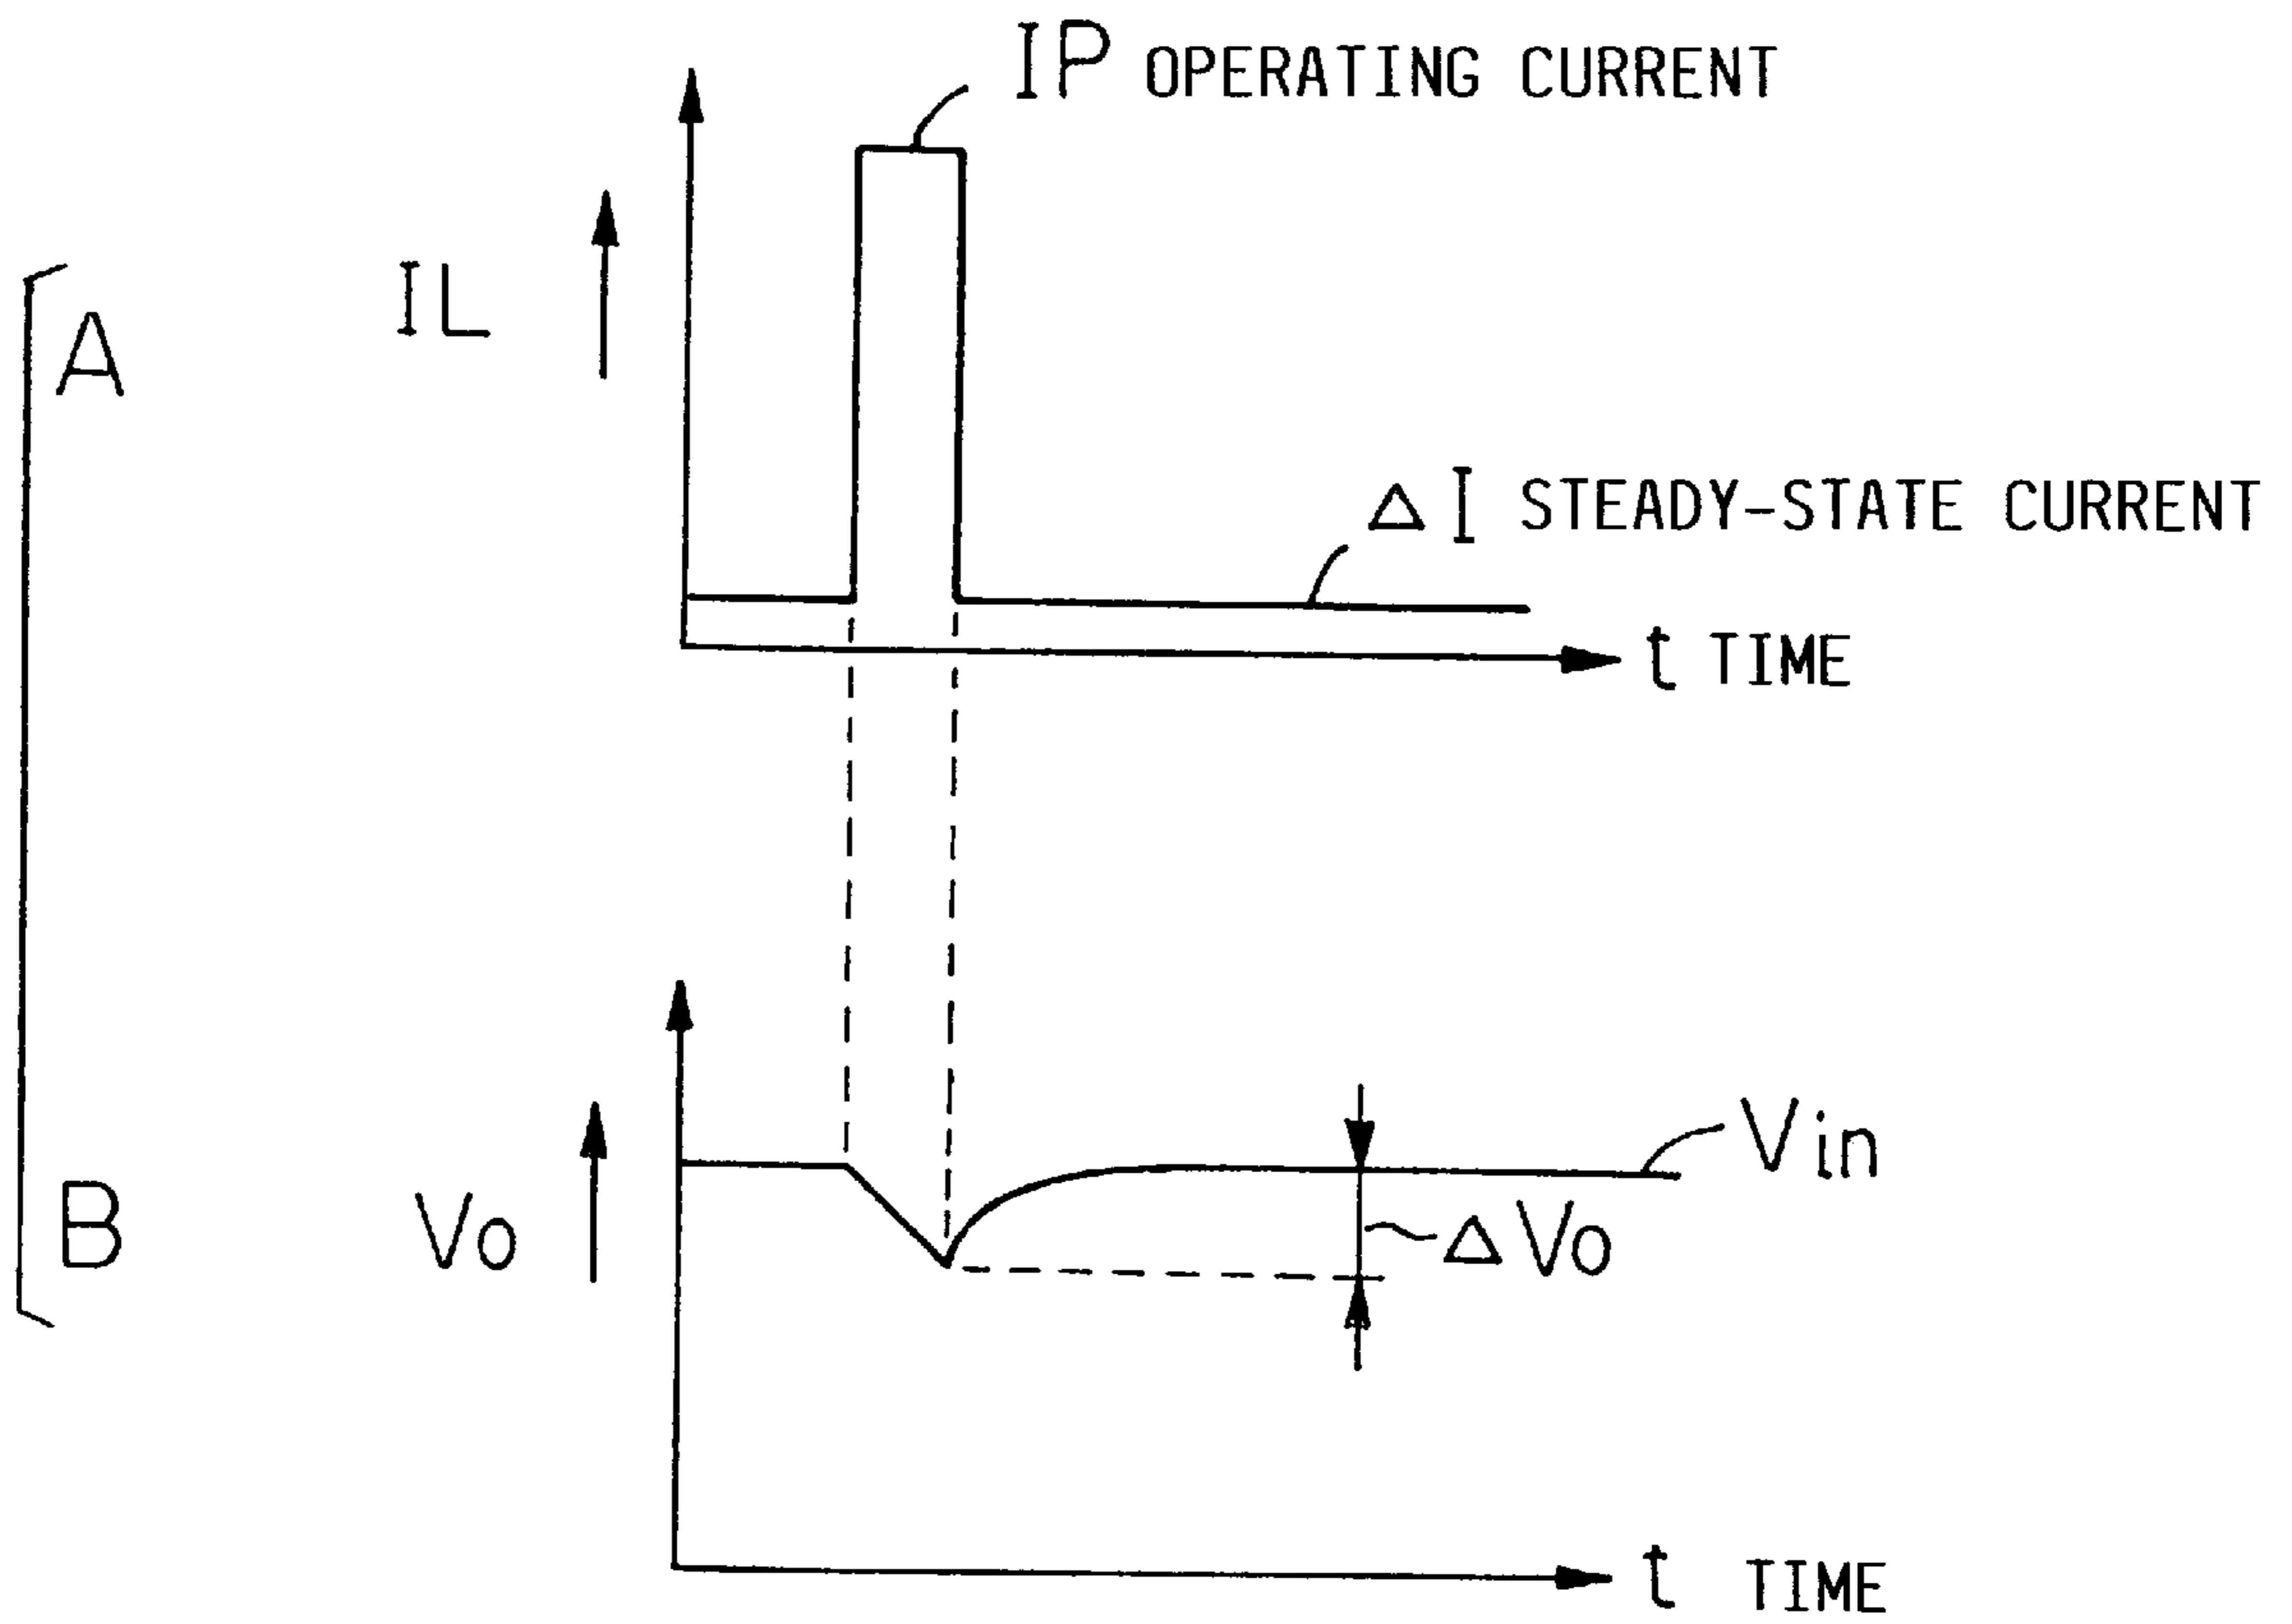 IP OPERATING CURRENT
IL
A
ΔI STEADY-STATE CURRENT
t TIME
Vin
B
Vo
ΔVo
t TIME